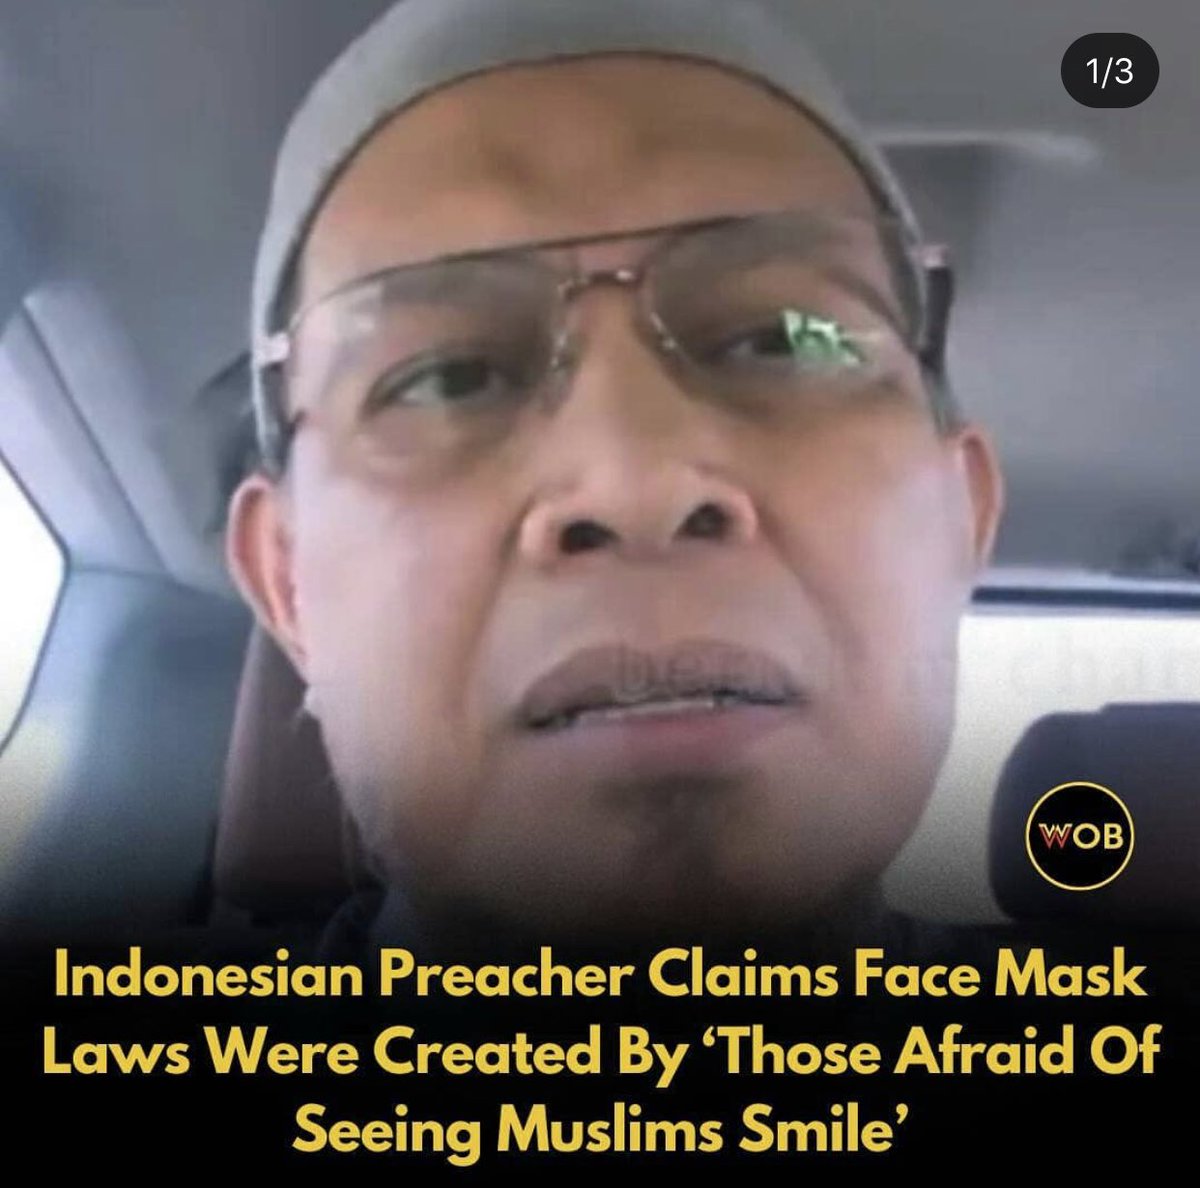 1/3
WOB
Indonesian Preacher Claims Face Mask
Laws Were Created By ‘Those Afraid Of
Seeing Muslims Smile’